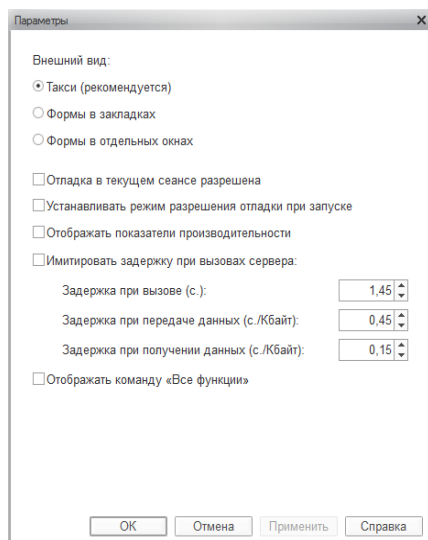 Параметры
Внешний вид:
Такси (рекомендуется)
Формы в закладках
Формы в отдельных окнах
Отладка в текущем сеансе разрешена
Устанавливать режим разрешения отладки при запуске
Отображать показатели производительности
Имитировать задержку при вызовах сервера:
Задержка при вызове (с.): 1,45
Задержка при передаче данных (с./Кбайт): 0,45
Задержка при получении данных (с./Кбайт): 0,15
Отображать команду «Все функции»
ОК Отмена Применить Справка